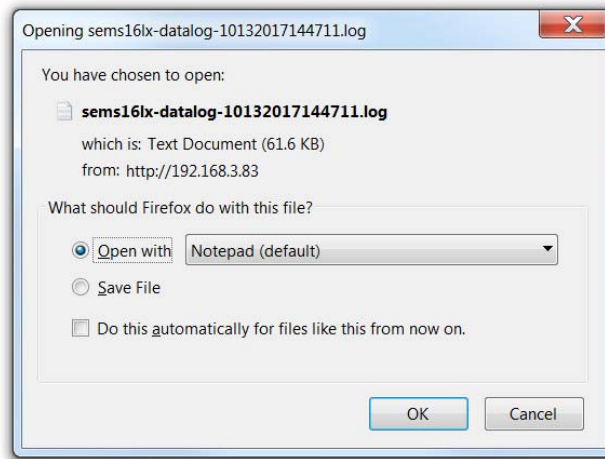 Opening sems16lx-datalog-10132017144711.log
You have chosen to open:
sems16lx-datalog-10132017144711.log
which is: Text Document (61.6 KB)
from: http://192.168.3.83
What should Firefox do with this file?
Open with Notepad (default)
Save File
Do this automatically for files like this from now on.
OK Cancel